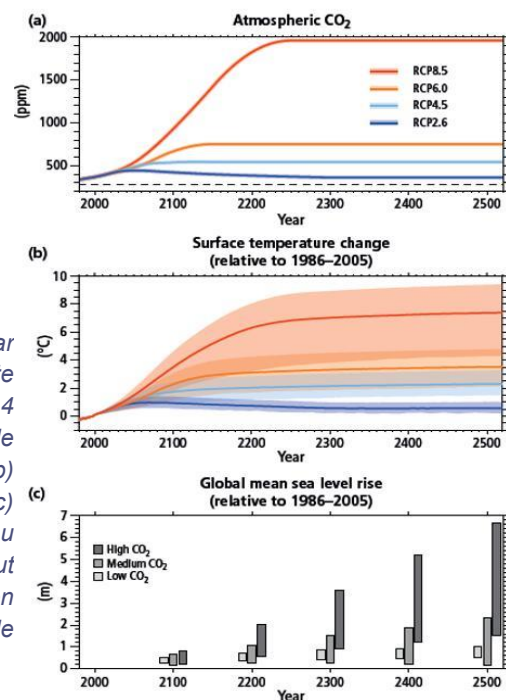 (a)
Atmospheric CO₂
2000
1500
1000
500
(ppm)
RCP8.5
RCP6.0
RCP4.5
RCP2.6
2000 2100 2200 2300 2400 2500
Year
(b)
Surface temperature change
(relative to 1986–2005)
10
8
6
4
2
0
(°C)
2000 2100 2200 2300 2400 2500
Year
(c)
Global mean sea level rise
(relative to 1986–2005)
7
6
5
4
3
2
1
0
(m)
High CO₂
Medium CO₂
Low CO₂
2000 2100 2200 2300 2400 2500
Year
4
b)
c)